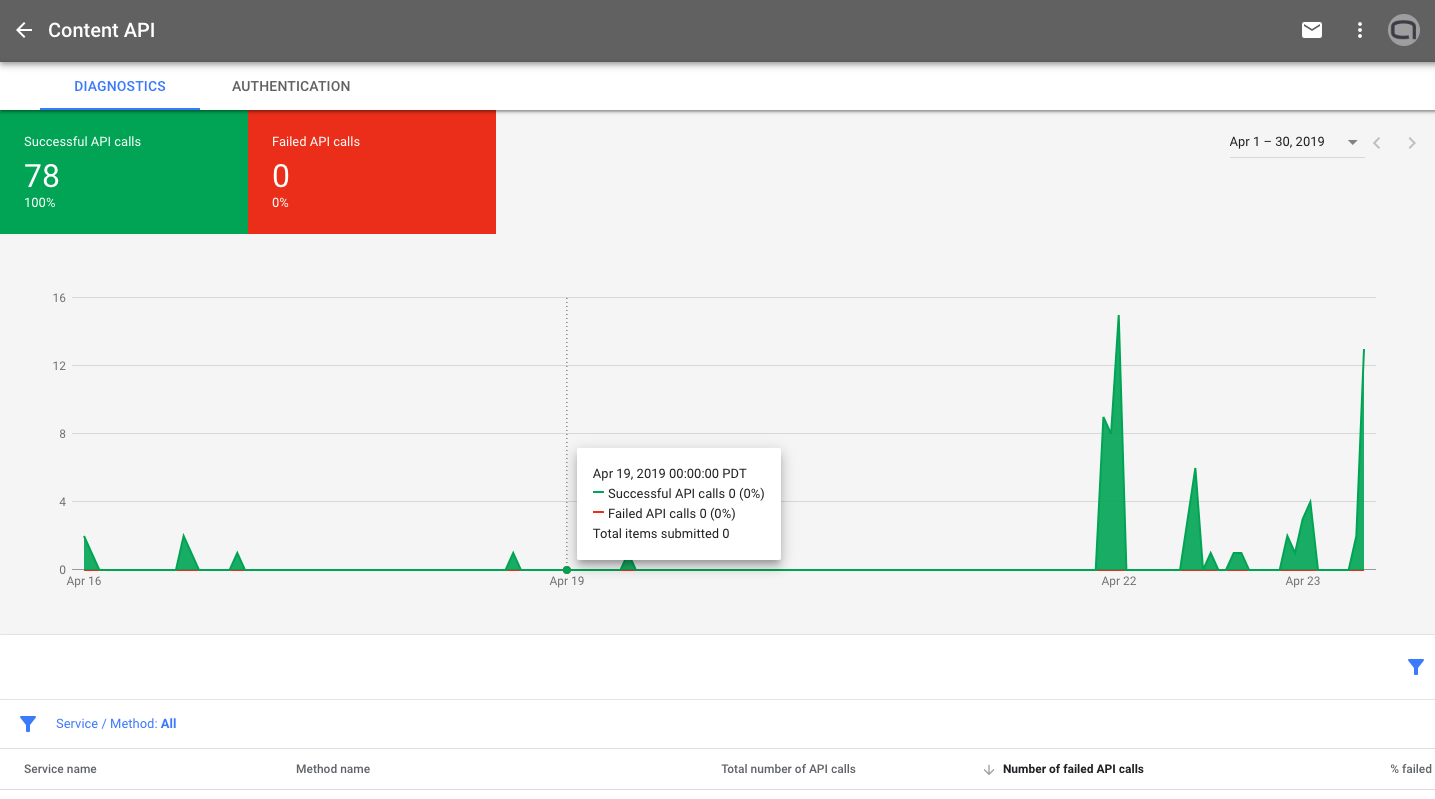 Content API
DIAGNOSTICS
AUTHENTICATION
Successful API calls
78
100%
Failed API calls
0
0%
Apr 1 – 30, 2019
16
12
8
4
0
Apr 19, 2019 00:00:00 PDT
Successful API calls 0 (0%)
Failed API calls 0 (0%)
Total items submitted 0
Apr 16
Apr 19
Apr 22
Apr 23
Service / Method: All
Service name
Method name
Total number of API calls
Number of failed API calls
% failed